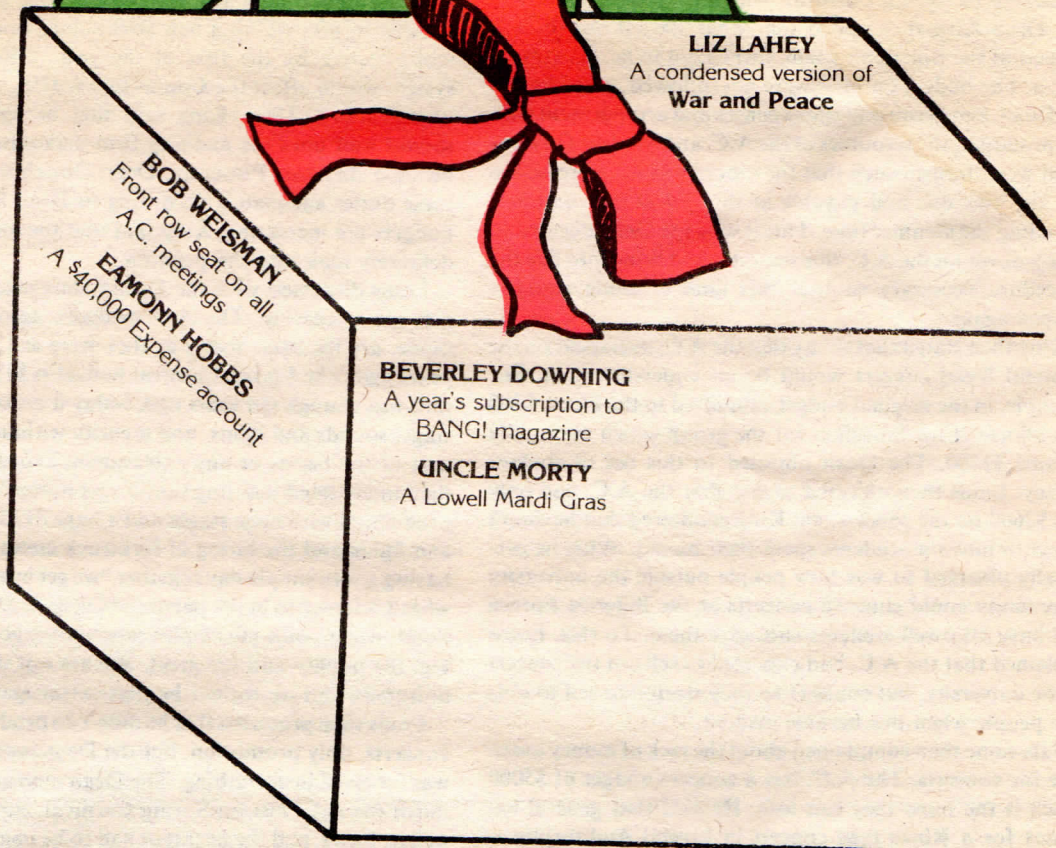 LIZ LAHEY
A condensed version of
War and Peace
BOB WEISMAN
Front row seat on all
A.C. meetings
EAMONN HOBBS
A $40,000 Expense account
BEVERLEY DOWNING
A year's subscription to
BANG! magazine
UNCLE MORTY
A Lowell Mardi Gras